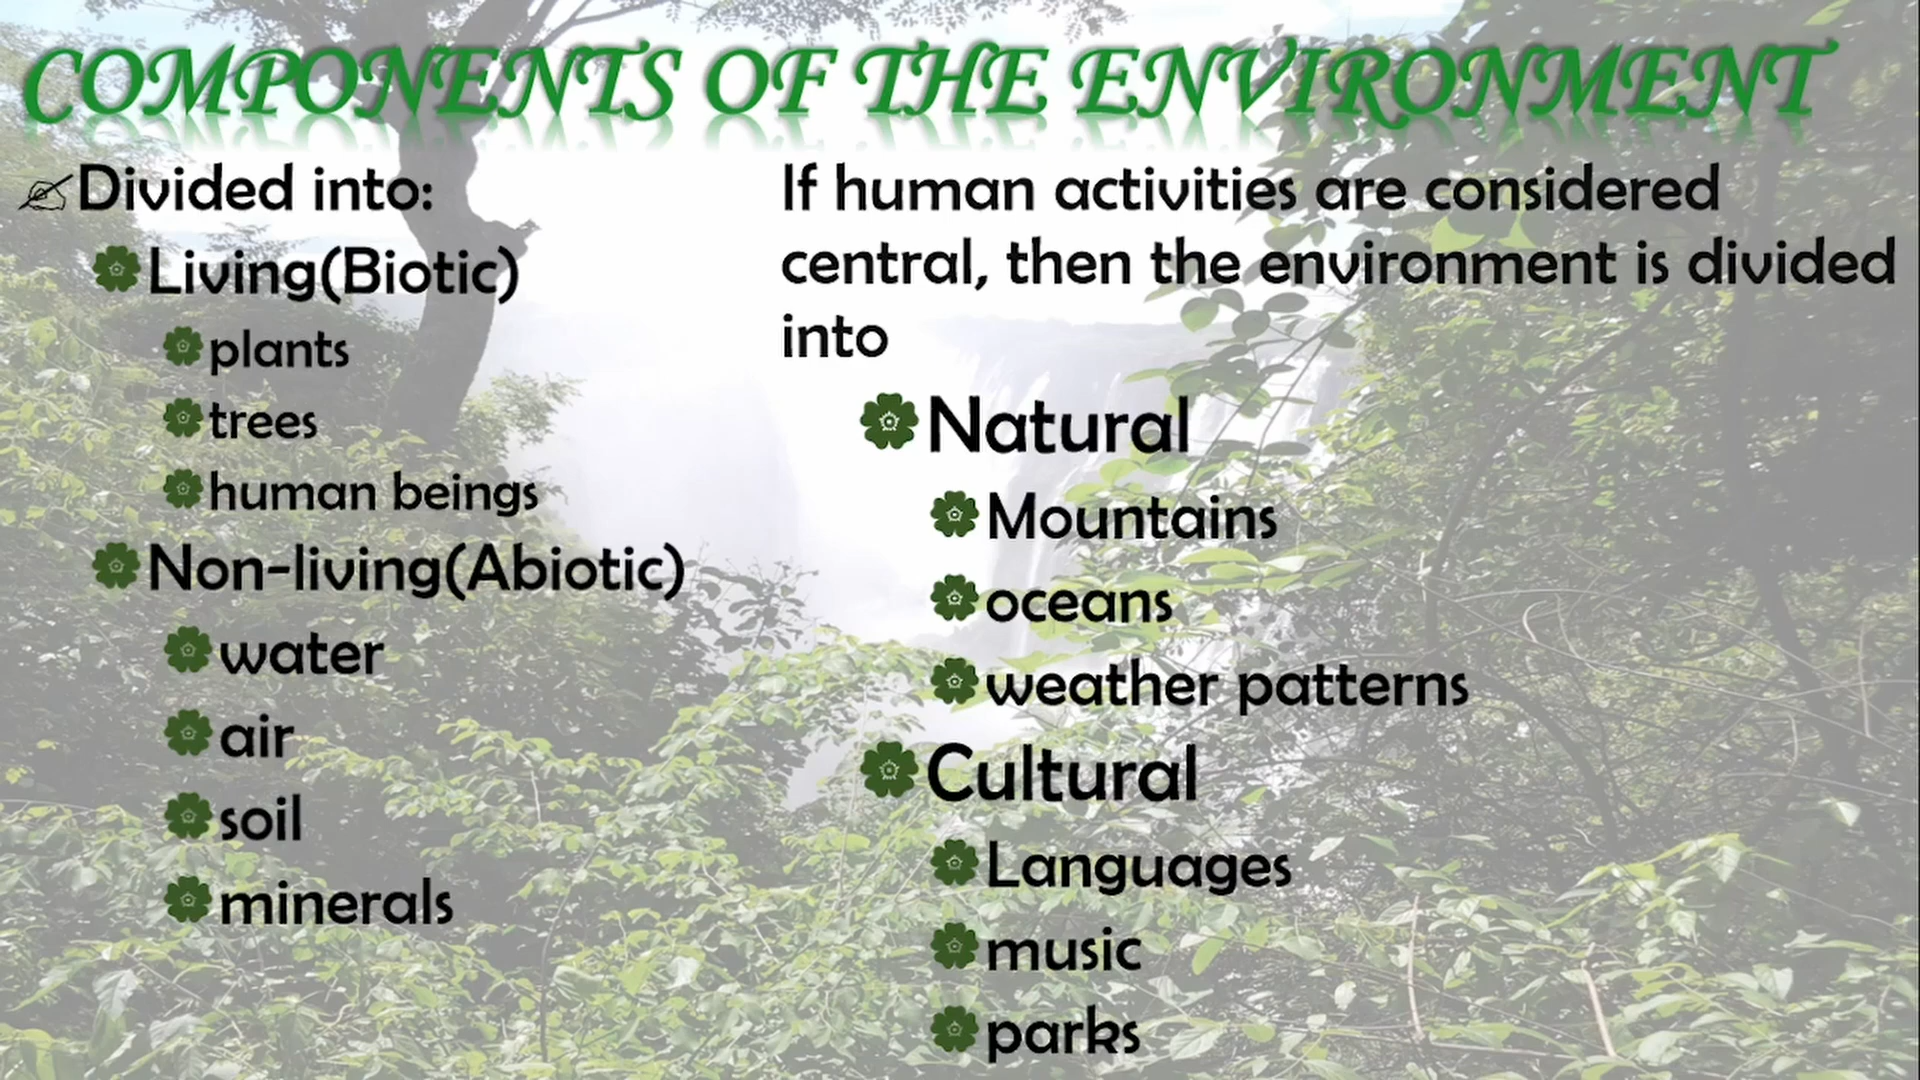 COMPONENTS OF THE ENVIRONMENT
Divided into:
Living(Biotic)
plants
trees
human beings
Non-living(Abiotic)
water
air
soil
minerals
If human activities are considered
central, then the environment is divided
into
Natural
Mountains
oceans
weather patterns
Cultural
Languages
music
parks